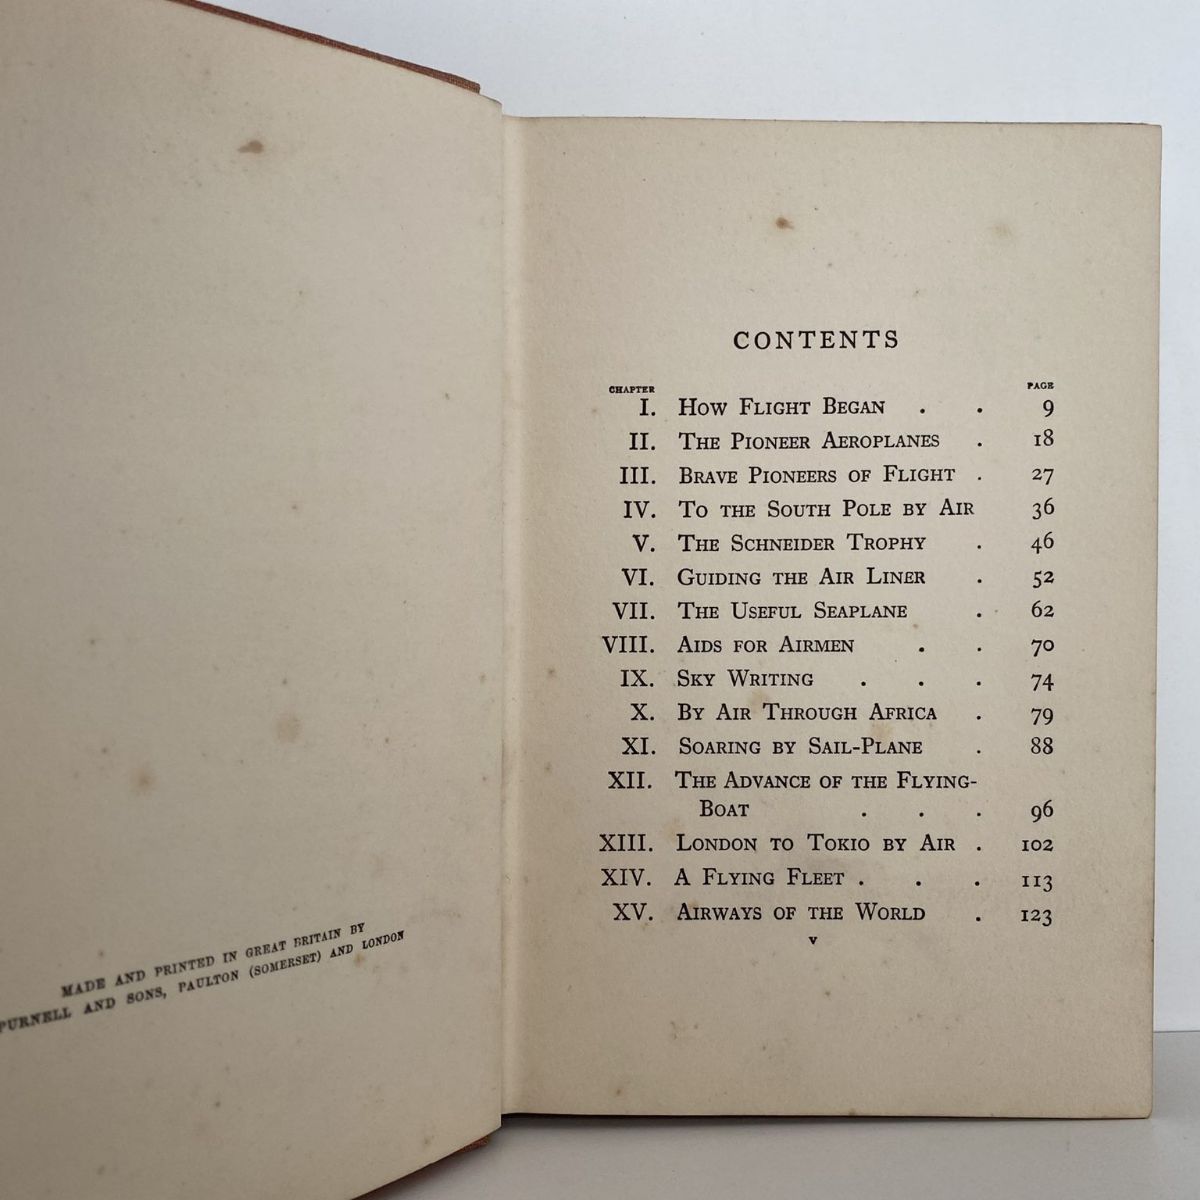 MADE AND PRINTED IN GREAT BRITAIN BY
PURNELL AND SONS, PAULTON (SOMERSET) AND LONDON
CONTENTS
CHAPTER PAGE
I. How Flight Began . . 9
II. The Pioneer Aeroplanes . 18
III. Brave Pioneers of Flight . 27
IV. To the South Pole by Air 36
V. The Schneider Trophy . 46
VI. Guiding the Air Liner . 52
VII. The Useful Seaplane . 62
VIII. Aids for Airmen . . 70
IX. Sky Writing . . . 74
X. By Air Through Africa . 79
XI. Soaring by Sail-Plane . 88
XII. The Advance of the Flying-
Boat . . . 96
XIII. London to Tokio by Air . 102
XIV. A Flying Fleet . . . 113
XV. Airways of the World . 123
v